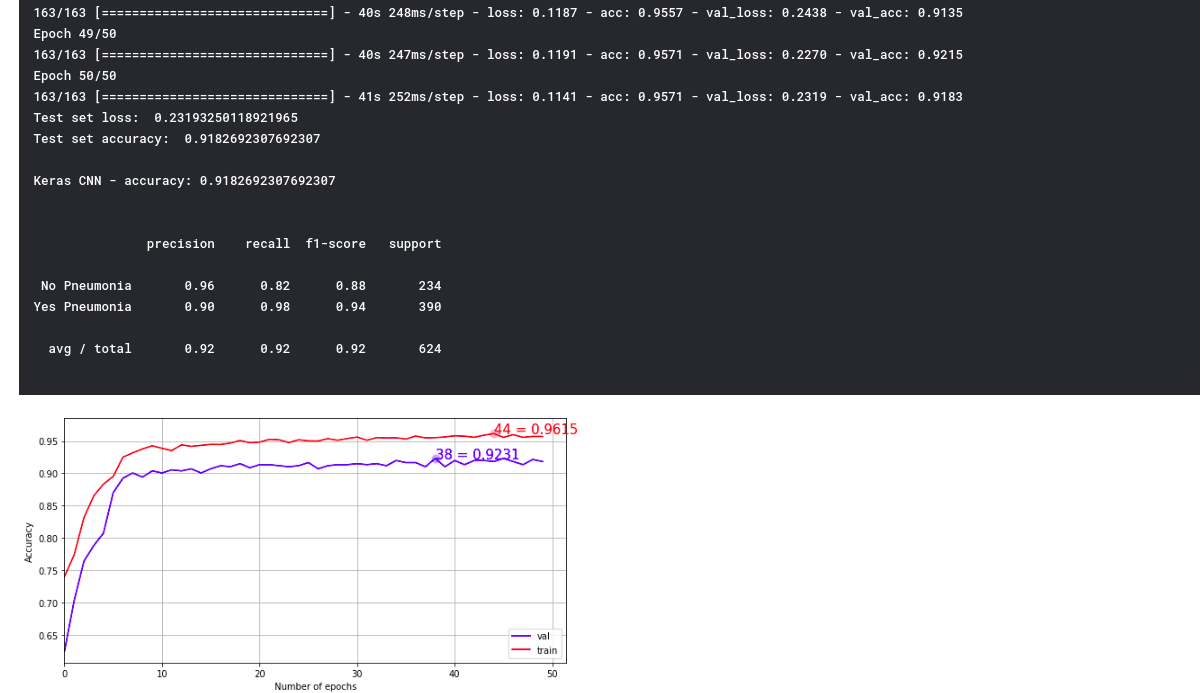 163/163 [==============================] - 40s 248ms/step - loss: 0.1187 - acc: 0.9557 - val_loss: 0.2438 - val_acc: 0.9135
Epoch 49/50
163/163 [==============================] - 40s 247ms/step - loss: 0.1191 - acc: 0.9571 - val_loss: 0.2270 - val_acc: 0.9215
Epoch 50/50
163/163 [==============================] - 41s 252ms/step - loss: 0.1141 - acc: 0.9571 - val_loss: 0.2319 - val_acc: 0.9183
Test set loss:  0.23193250118921965
Test set accuracy:  0.9182692307692307
Keras CNN - accuracy: 0.9182692307692307
precision recall f1-score support
No Pneumonia 0.96 0.82 0.88 234
Yes Pneumonia 0.90 0.98 0.94 390
avg / total 0.92 0.92 0.92 624
44 = 0.9615
38 = 0.9231
0.95
0.90
0.85
0.80
0.75
0.70
0.65
Accuracy
val
train
0 10 20 30 40 50
Number of epochs